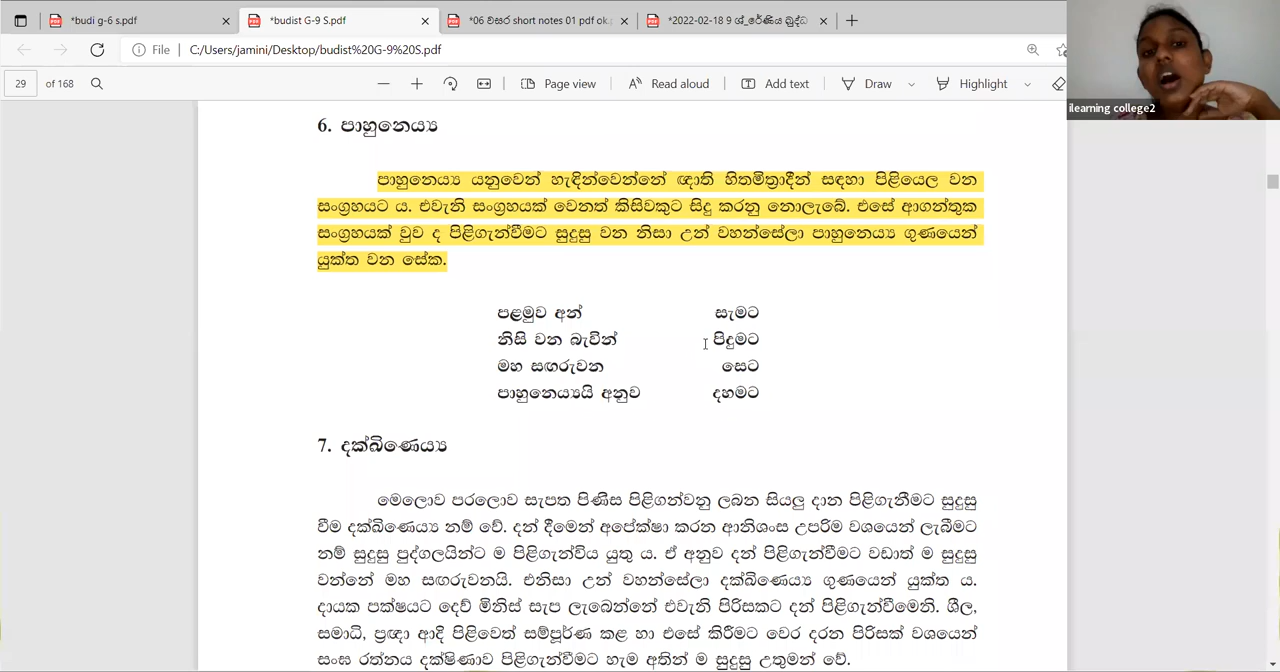 *budi g-6 s.pdf
*budist G-9 S.pdf
*06 වසර short notes 01 pdf ok.p
*2022-02-18 9 ශ්_රේණිය බුද්ධ
File C:/Users/jamini/Desktop/budist%20G-9%20S.pdf
29 of 168
Page view
Read aloud
Add text
Draw
Highlight
ilearning college2
6. පාහුනෙය්‍ය
පාහුනෙය්‍ය යනුවෙන් හැඳින්වෙන්නේ ඥාති හිතමිත්‍රාදීන් සඳහා පිළියෙල වන
සංග්‍රහයට ය. එවැනි සංග්‍රහයක් වෙනත් කිසිවකුට සිදු කරනු නොලැබේ. එසේ ආගන්තුක
සංග්‍රහයක් වුව ද පිළිගැන්වීමට සුදුසු වන නිසා උන් වහන්සේලා පාහුනෙය්‍ය ගුණයෙන්
යුක්ත වන සේක.
පළමුව අන් සැමට
නිසි වන බැවින් පිදුමට
මහ සඟරුවන සෙට
පාහුනෙය්‍යයි අනුව දහමට
7. දක්ඛිණෙය්‍ය
මෙලොව පරලොව සැපත පිණිස පිළිගන්වනු ලබන සියලු දාන පිළිගැනීමට සුදුසු
වීම දක්ඛිණෙය්‍ය නම් වේ. දන් දීමෙන් අපේක්ෂා කරන ආනිශංස උපරිම වශයෙන් ලැබීමට
නම් සුදුසු පුද්ගලයින්ට ම පිළිගැන්විය යුතු ය. ඒ අනුව දන් පිළිගැන්වීමට වඩාත් ම සුදුසු
වන්නේ මහ සඟරුවනයි. එනිසා උන් වහන්සේලා දක්ඛිණෙය්‍ය ගුණයෙන් යුක්ත ය.
දායක පක්ෂයට දෙව් මිනිස් සැප ලැබෙන්නේ එවැනි පිරිසකට දන් පිළිගැන්වීමෙනි. ශීල,
සමාධි, ප්‍රඥා ආදි පිළිවෙත් සම්පූර්ණ කළ හා එසේ කිරීමට වෙර දරන පිරිසක් වශයෙන්
සංඝ රත්නය දක්ෂිණාව පිළිගැන්වීමට හැම අතින් ම සුදුසු උතුමන් වේ.